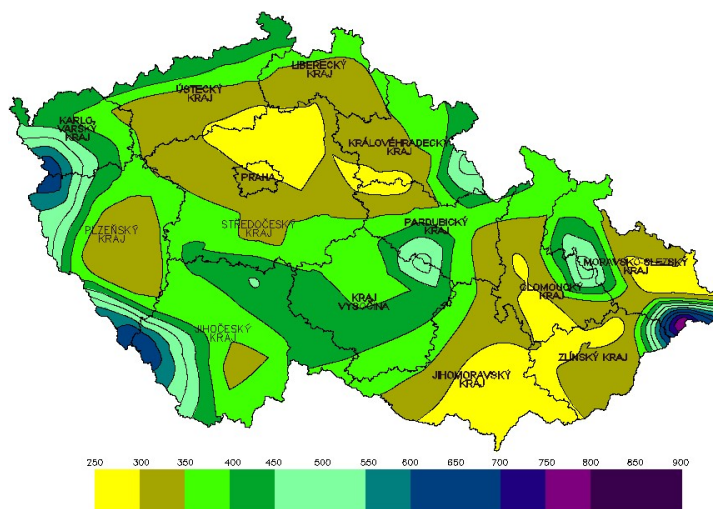 LIBERECKÝ
KRAJ
ÚSTECKÝ
KRAJ
KARLO-
VARSKÝ
KRAJ
KRÁLOVÉHRADECKÝ
KRAJ
PRAHA
STŘEDOČESKÝ
KRAJ
PARDUBICKÝ
KRAJ
PLZEŇSKÝ
KRAJ
MORAVSKO-SLEZSKÝ
KRAJ
OLOMOUCKÝ
KRAJ
KRAJ
VYSOČINA
JIHOČESKÝ
KRAJ
ZLÍNSKÝ KRAJ
JIHOMORAVSKÝ
KRAJ
250 300 350 400 450 500 550 600 650 700 750 800 900